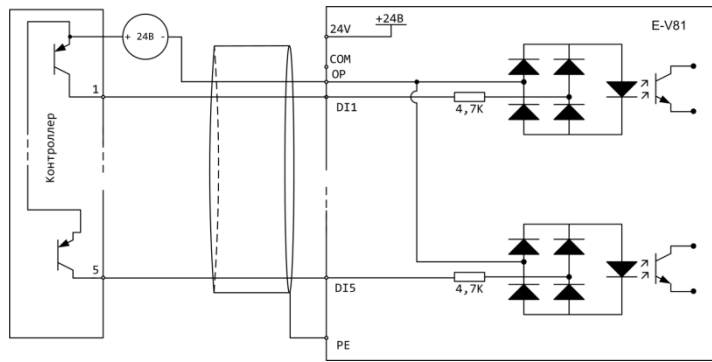 +24В
24V
E-V81
+ 24В -
COM
OP
1
DI1
4,7K
Контроллер
5
DI5
4,7K
PE